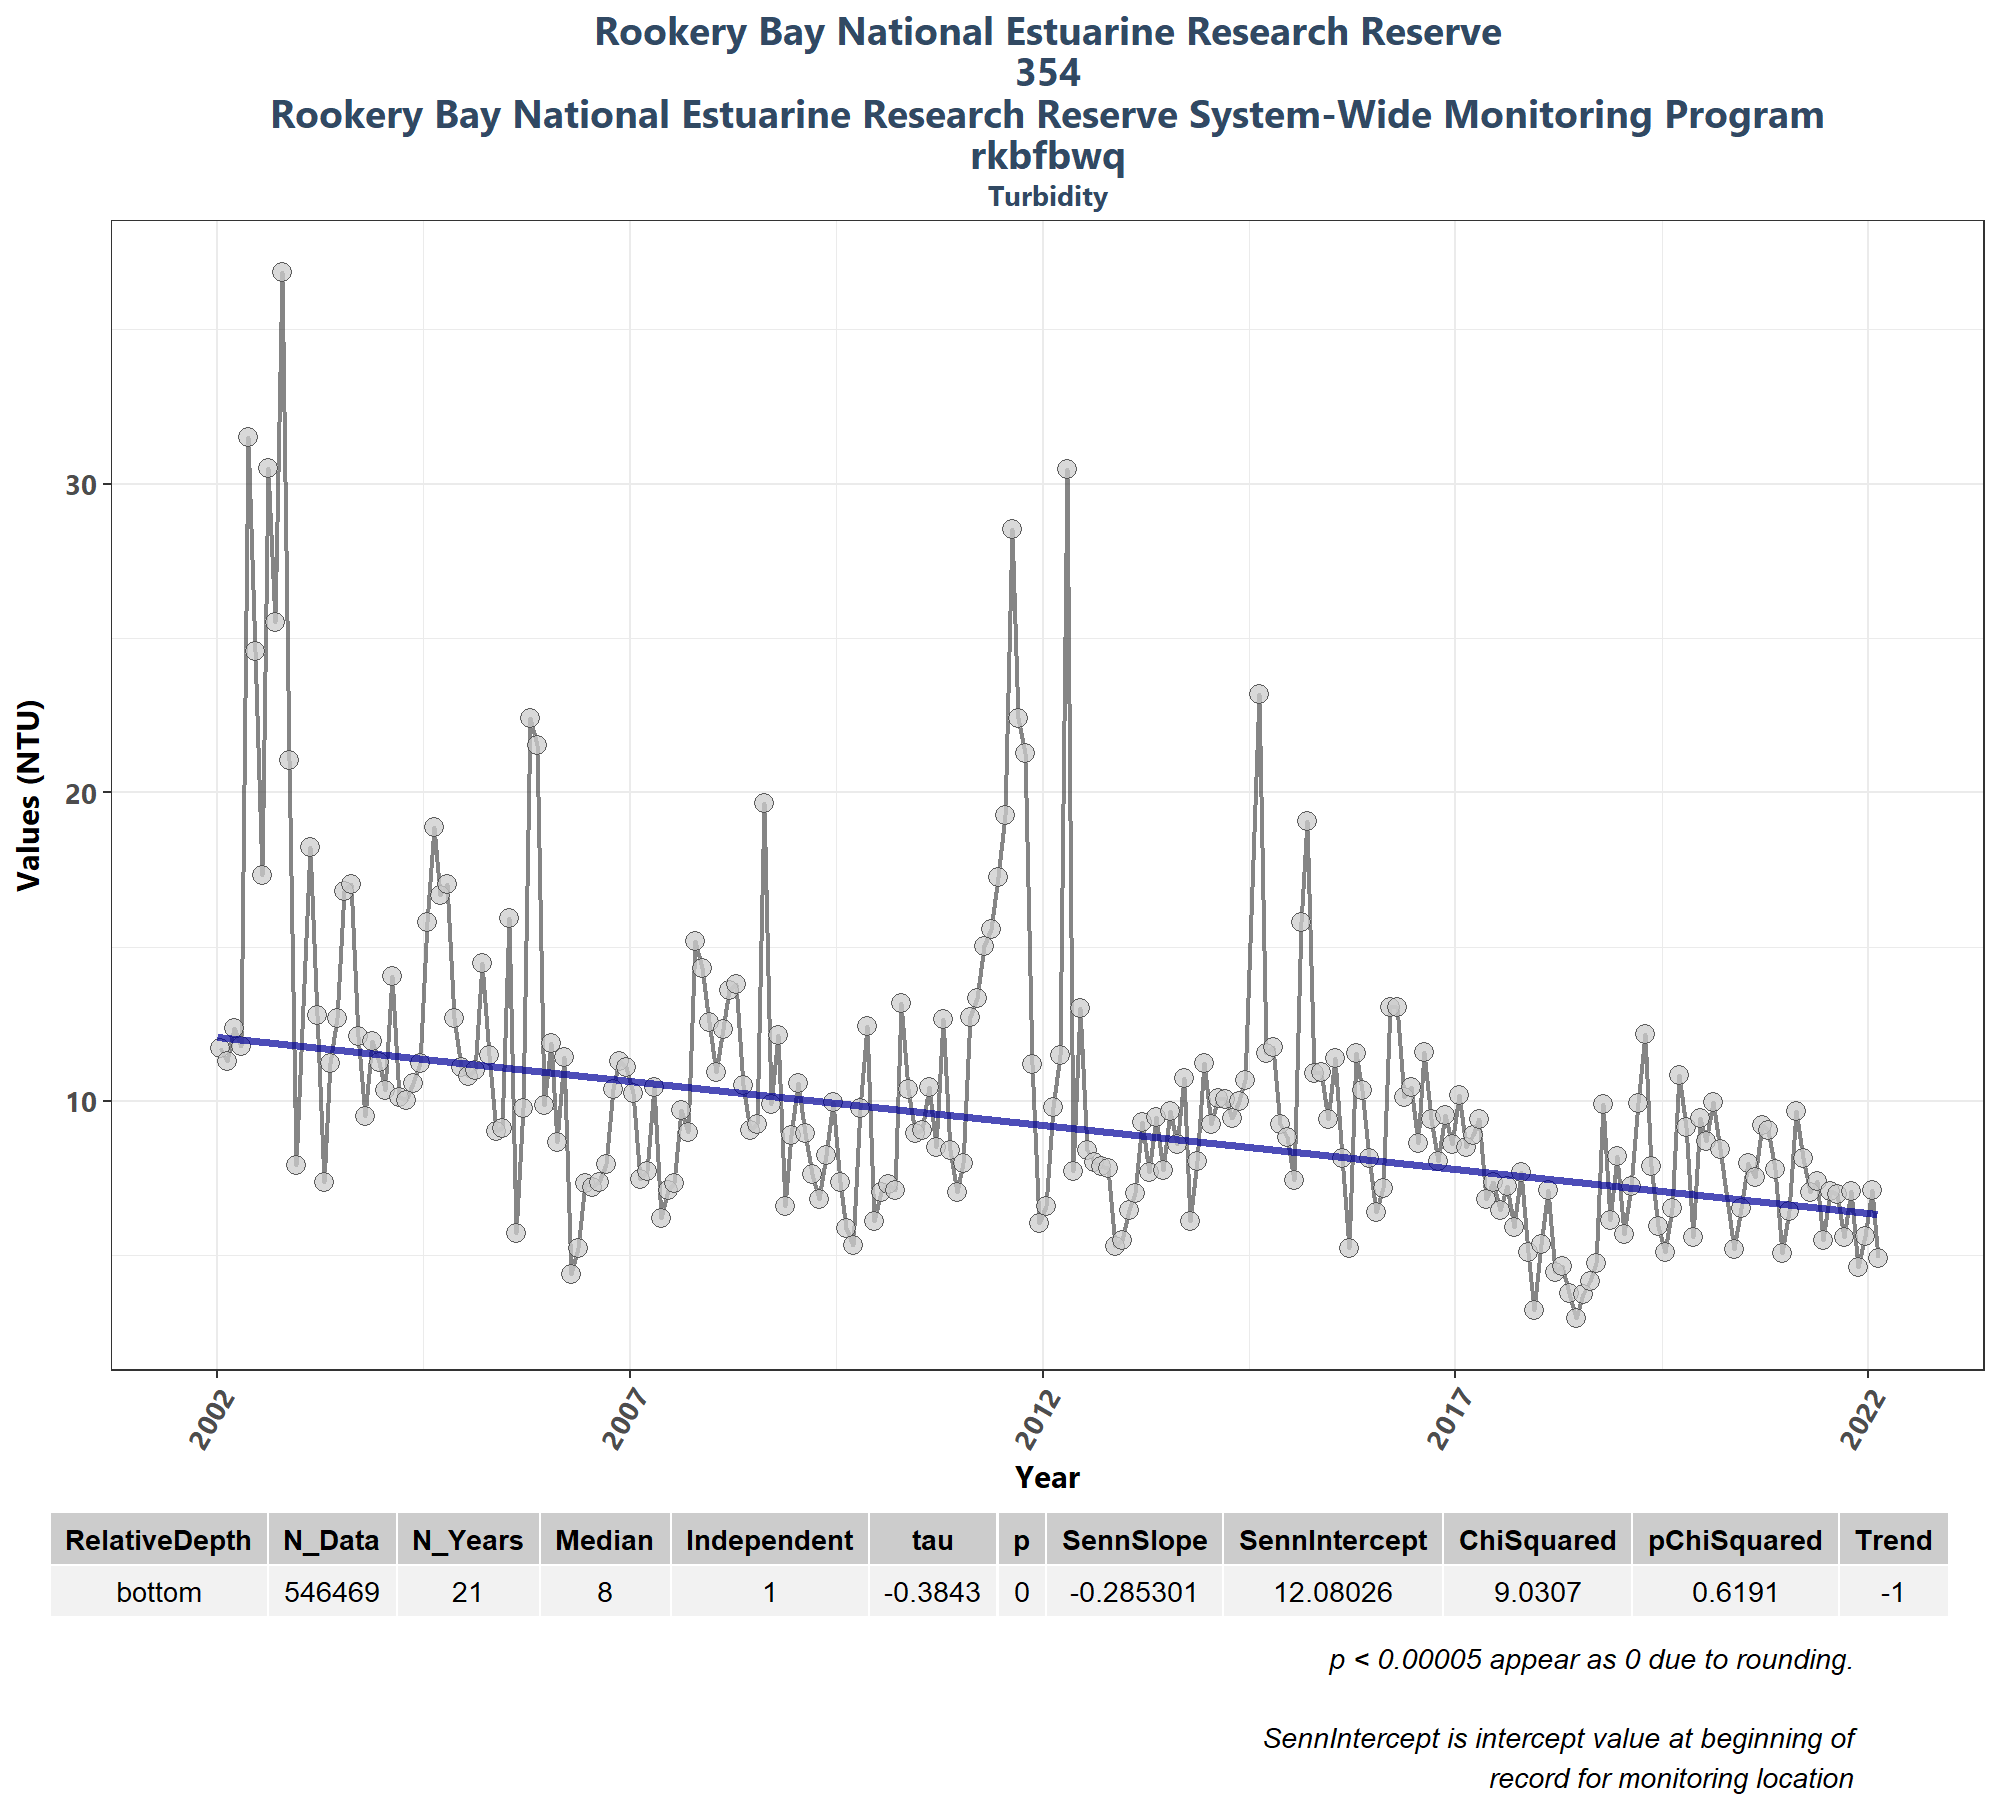 Rookery Bay National Estuarine Research Reserve
354
Rookery Bay National Estuarine Research Reserve System-Wide Monitoring Program
rkbfbwq
Turbidity
Values (NTU)
30
20
10
2002 2007 2012 2017 2022
Year
RelativeDepth N_Data N_Years Median Independent tau p SennSlope SennIntercept ChiSquared pChiSquared Trend
bottom 546469 21 8 1 -0.3843 0 -0.285301 12.08026 9.0307 0.6191 -1
p < 0.00005 appear as 0 due to rounding.
SennIntercept is intercept value at beginning of
record for monitoring location